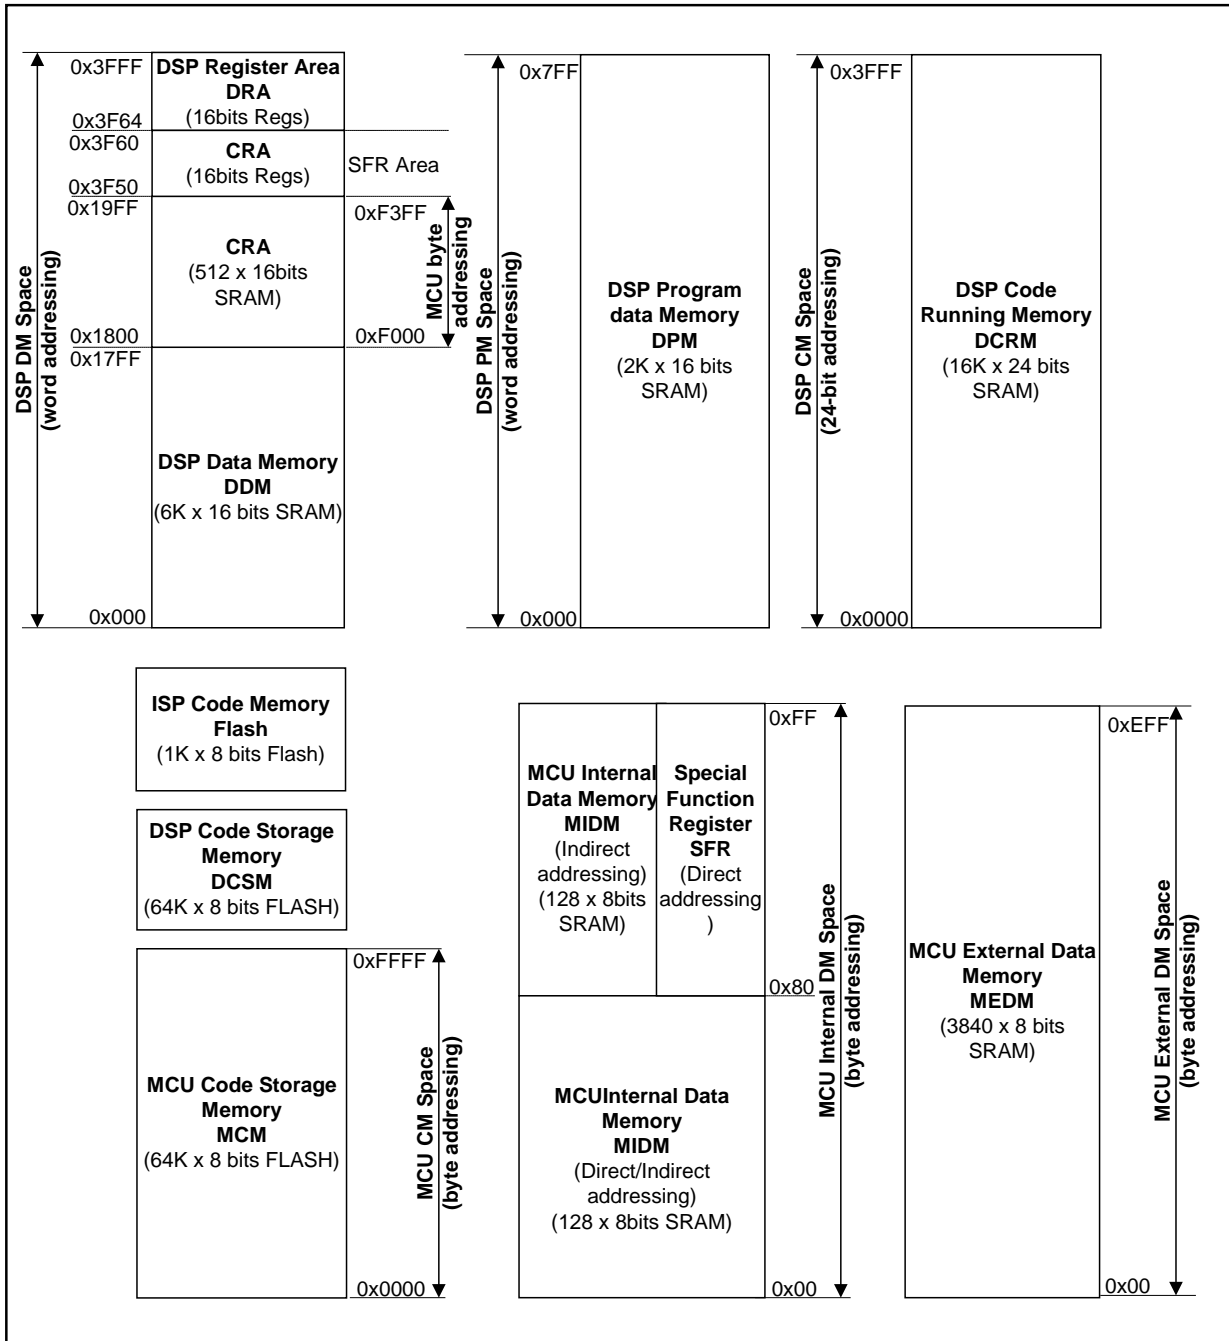 0x3FFF
DSP Register Area
DRA
(16bits Regs)
0x3F64
0x3F60
CRA
(16bits Regs)
SFR Area
0x3F50
0x19FF
0xF3FF
CRA
(512 x 16bits
SRAM)
MCU byte
addressing
0x1800
0xF000
0x17FF
DSP DM Space
(word addressing)
DSP Data Memory
DDM
(6K x 16 bits SRAM)
0x000
0x7FF
DSP PM Space
(word addressing)
DSP Program
data Memory
DPM
(2K x 16 bits
SRAM)
0x000
0x3FFF
DSP CM Space
(24-bit addressing)
DSP Code
Running Memory
DCRM
(16K x 24 bits
SRAM)
0x0000
ISP Code Memory
Flash
(1K x 8 bits Flash)
DSP Code Storage
Memory
DCSM
(64K x 8 bits FLASH)
0xFFFF
MCU Code Storage
Memory
MCM
(64K x 8 bits FLASH)
MCU CM Space
(byte addressing)
0x0000
MCU Internal
Data Memory
MIDM
(Indirect
addressing)
(128 x 8bits
SRAM)
Special
Function
Register
SFR
(Direct
addressing
)
0xFF
0x80
MCU Internal DM Space
(byte addressing)
MCUInternal Data
Memory
MIDM
(Direct/Indirect
addressing)
(128 x 8bits SRAM)
0x00
0xEFF
MCU External Data
Memory
MEDM
(3840 x 8 bits
SRAM)
MCU External DM Space
(byte addressing)
0x00